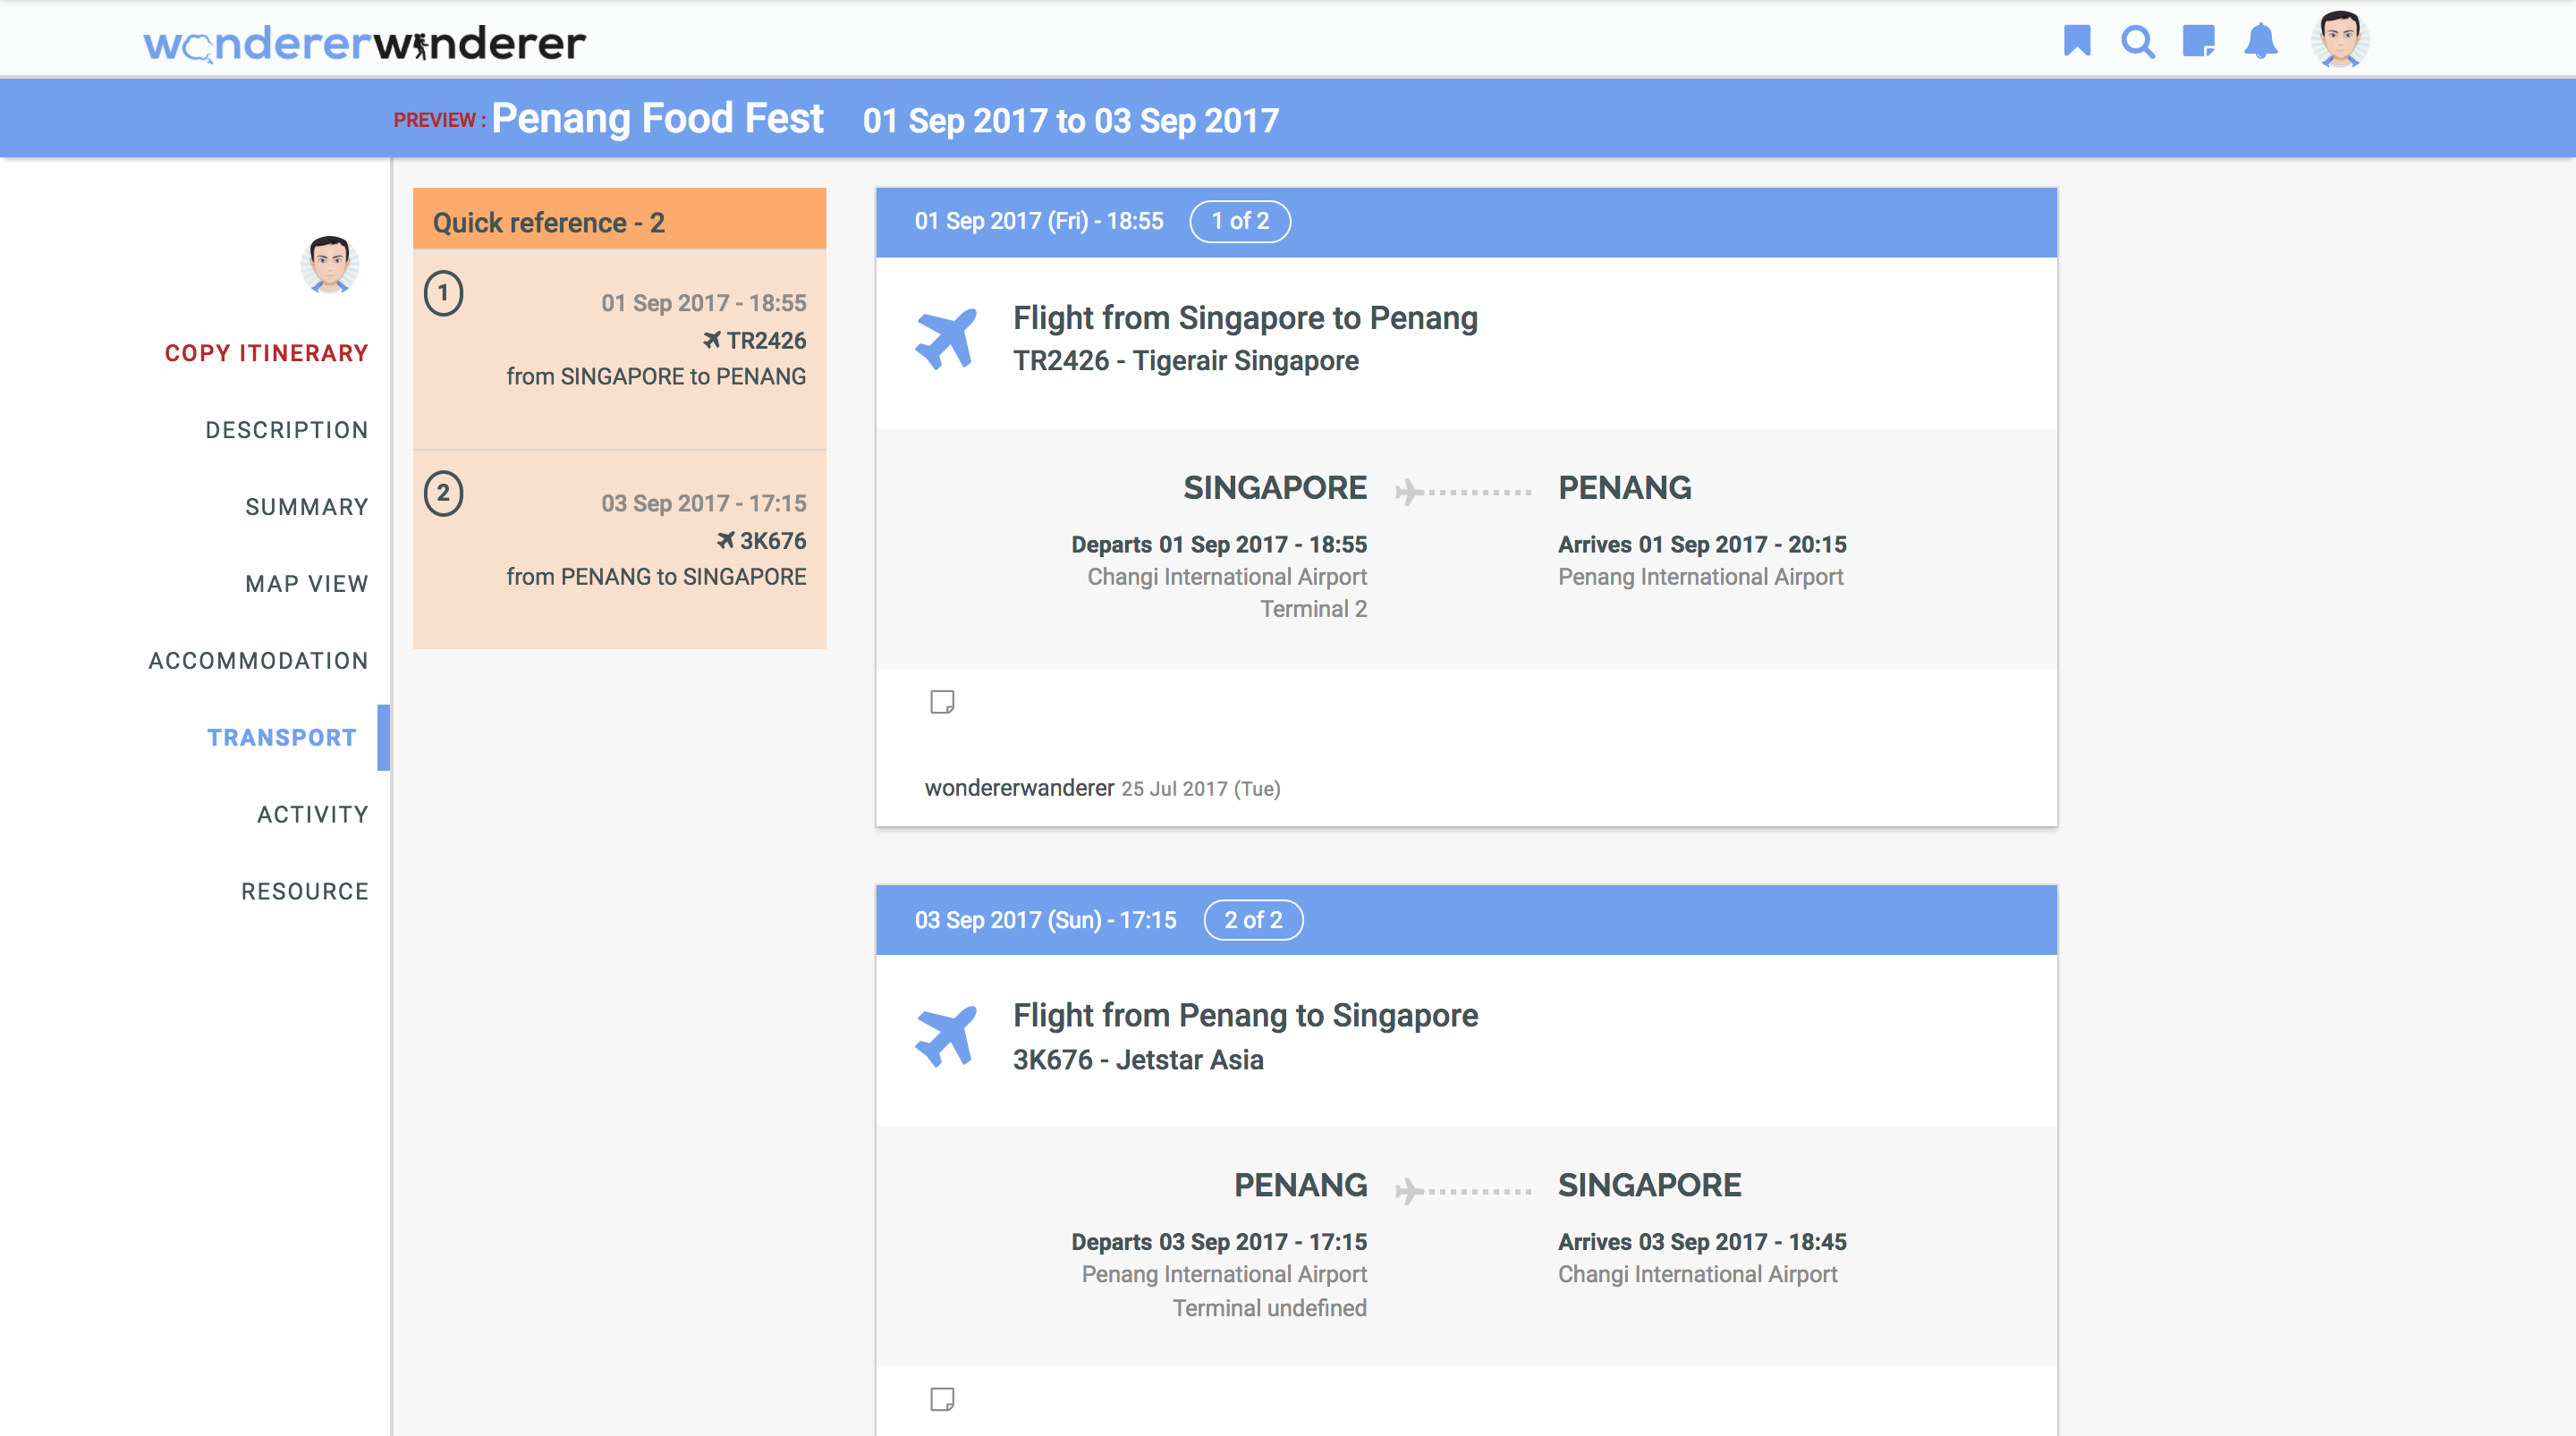 wondererwanderer
PREVIEW : Penang Food Fest 01 Sep 2017 to 03 Sep 2017
COPY ITINERARY
DESCRIPTION
SUMMARY
MAP VIEW
ACCOMMODATION
TRANSPORT
ACTIVITY
RESOURCE
Quick reference - 2
1
01 Sep 2017 - 18:55
TR2426
from SINGAPORE to PENANG
2
03 Sep 2017 - 17:15
3K676
from PENANG to SINGAPORE
01 Sep 2017 (Fri) - 18:55 1 of 2
Flight from Singapore to Penang
TR2426 - Tigerair Singapore
SINGAPORE PENANG
Departs 01 Sep 2017 - 18:55 Arrives 01 Sep 2017 - 20:15
Changi International Airport Penang International Airport
Terminal 2
wondererwanderer 25 Jul 2017 (Tue)
03 Sep 2017 (Sun) - 17:15 2 of 2
Flight from Penang to Singapore
3K676 - Jetstar Asia
PENANG SINGAPORE
Departs 03 Sep 2017 - 17:15 Arrives 03 Sep 2017 - 18:45
Penang International Airport Changi International Airport
Terminal undefined